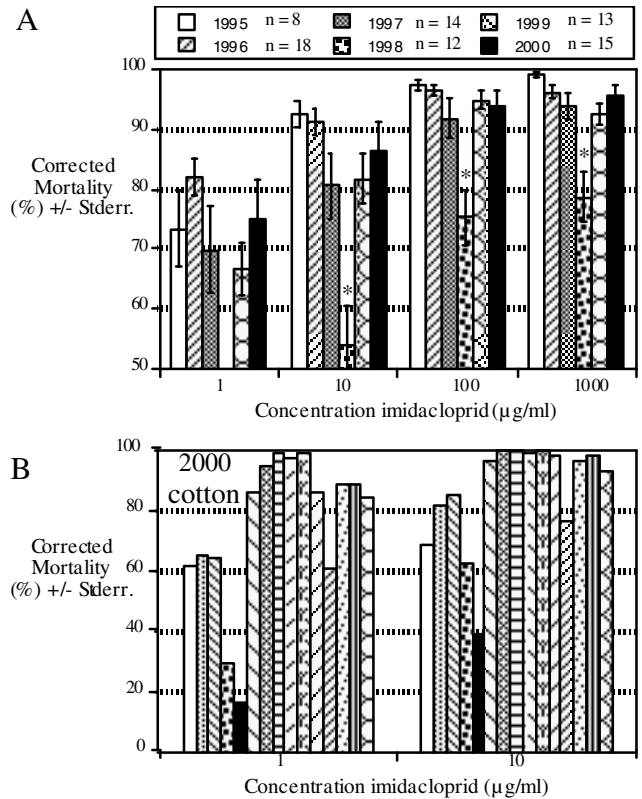 A
1995 n = 8 1997 n = 14 1999 n = 13
1996 n = 18 1998 n = 12 2000 n = 15
100
90
80
70
60
50
Corrected
Mortality
(%) +/- Stderr.
*
*
*
1 10 100 1000
Concentration imidacloprid (µg/ml)
B
2000
cotton
100
80
60
40
20
0
Corrected
Mortality
(%) +/- Stderr.
1 10
Concentration imidacloprid (µg/ml)